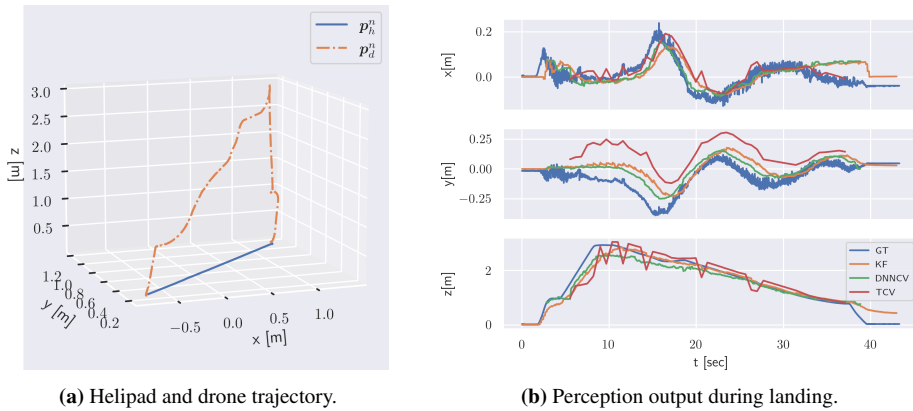 p_h^n
p_d^n
3.0
2.5
2.0
1.5
1.0
0.5
z [m]
1.2
1.0
0.8
0.6
0.4
0.2
y [m]
−0.5
0.0
0.5
1.0
x [m]
(a) Helipad and drone trajectory.
0.2
0.0
x[m]
0.25
0.00
−0.25
y[m]
2
0
z[m]
GT
KF
DNNCV
TCV
0
10
20
30
40
t [sec]
(b) Perception output during landing.